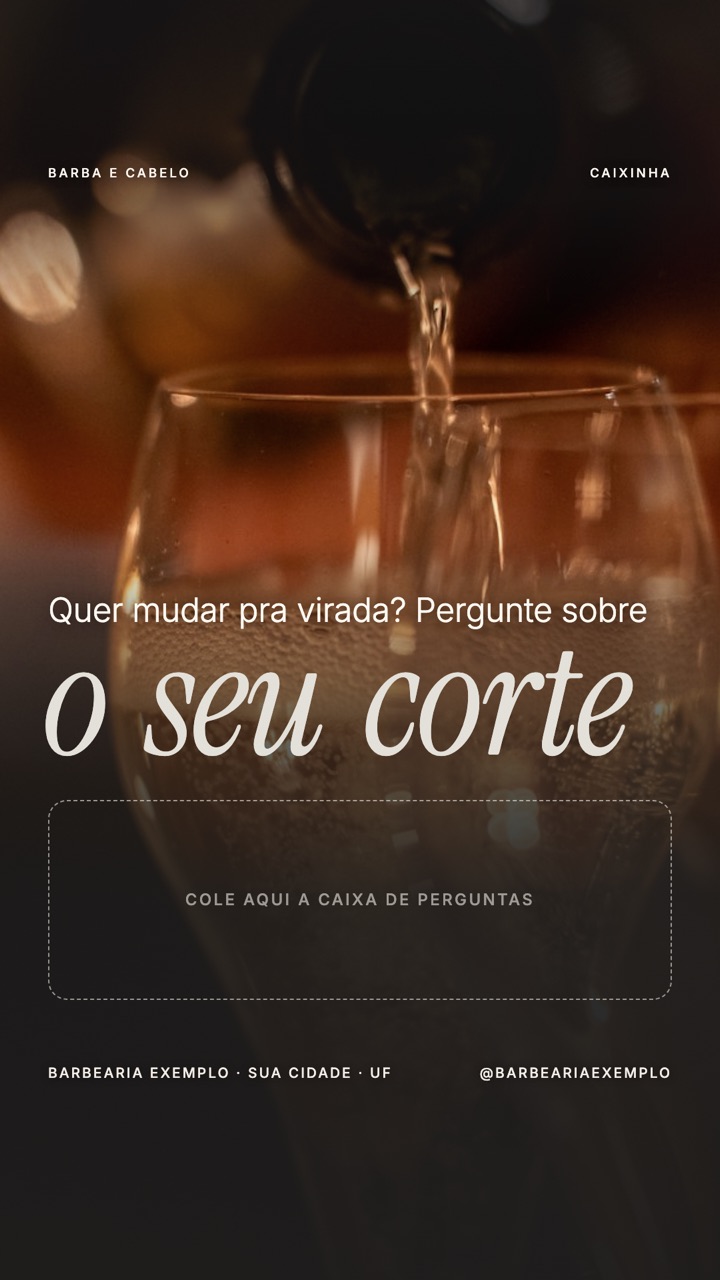 BARBA E CABELO
CAIXINHA
Quer mudar pra virada? Pergunte sobre
o seu corte
COLE AQUI A CAIXA DE PERGUNTAS
BARBEARIA EXEMPLO · SUA CIDADE · UF
@BARBEARIAEXEMPLO